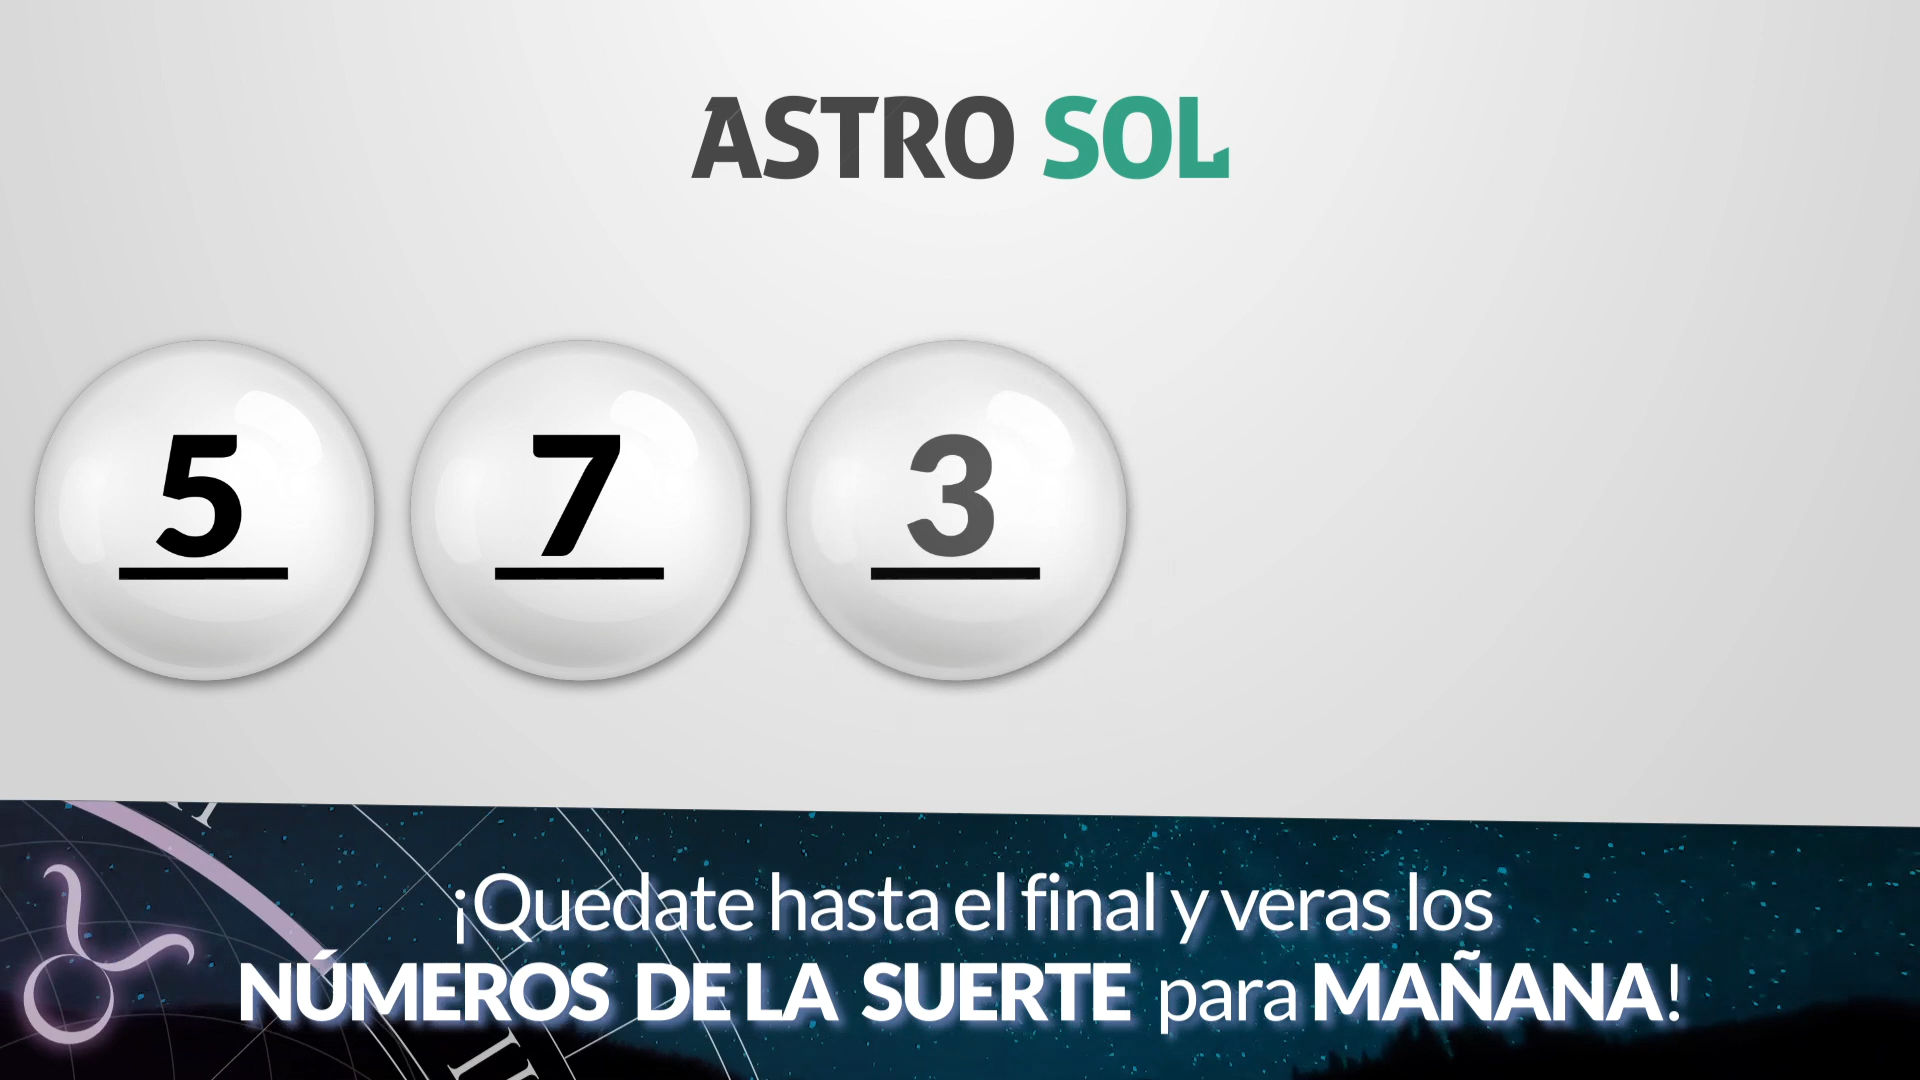 ASTRO SOL
5 7 3
¡Quedate hasta el final y veras los
NÚMEROS DE LA SUERTE para MAÑANA!